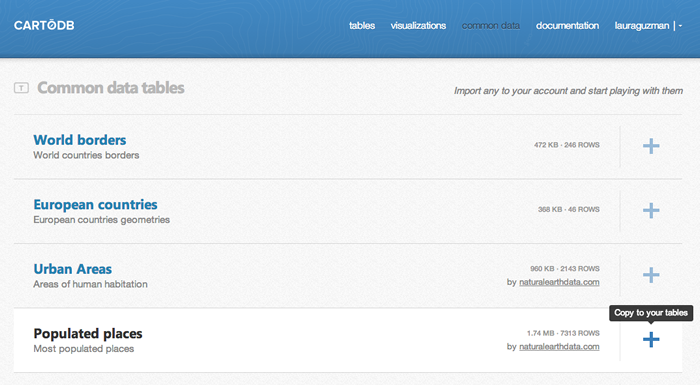 CARTODB
tables visualizations common data documentation lauraguzman
T Common data tables
Import any to your account and start playing with them
World borders
World countries borders
472 KB · 246 ROWS
European countries
European countries geometries
368 KB · 46 ROWS
Urban Areas
Areas of human habitation
960 KB · 2143 ROWS
by naturalearthdata.com
Copy to your tables
Populated places
Most populated places
1.74 MB · 7313 ROWS
by naturalearthdata.com